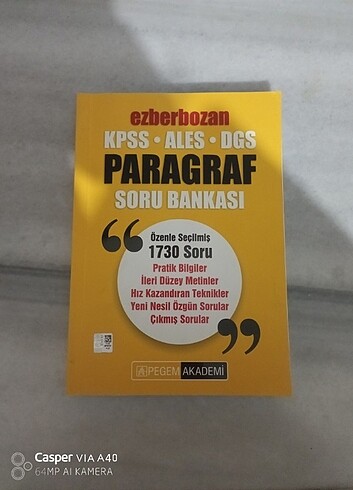 ezberbozan
KPSS • ALES • DGS
PARAGRAF
SORU BANKASI
Özenle Seçilmiş
1730 Soru
Pratik Bilgiler
İleri Düzey Metinler
Hız Kazandıran Teknikler
Yeni Nesil Özgün Sorular
Çıkmış Sorular
PEGEM AKADEMİ
Casper VIA A40
64MP AI KAMERA